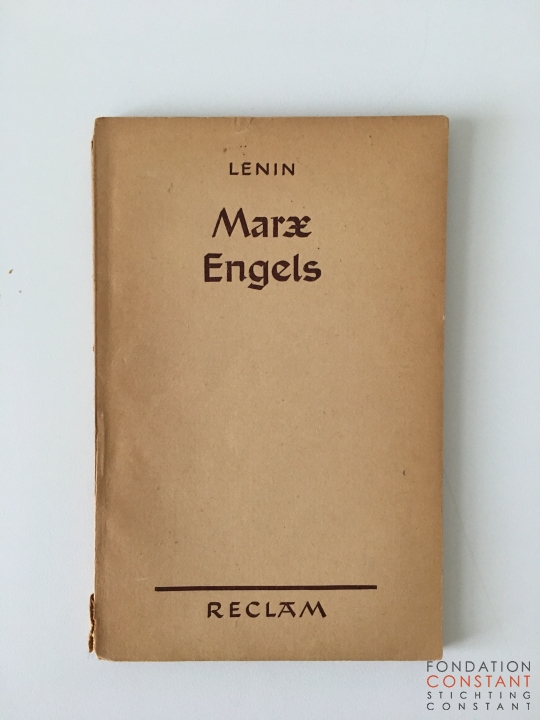 LENIN
Marx
Engels
RECLAM
FONDATION
CONSTANT
STICHTING
CONSTANT